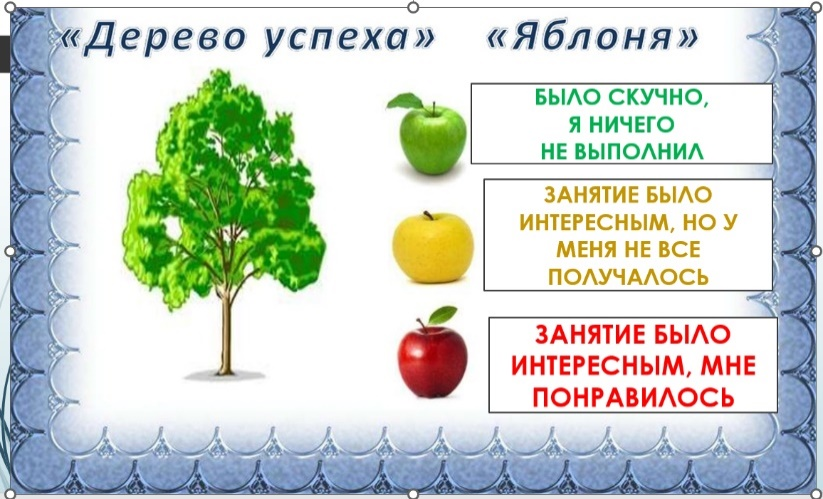 «Дерево успеха» «Яблоня»
БЫЛО СКУЧНО,
Я НИЧЕГО
НЕ ВЫПОЛНИЛ
ЗАНЯТИЕ БЫЛО
ИНТЕРЕСНЫМ, НО У
МЕНЯ НЕ ВСЕ
ПОЛУЧАЛОСЬ
ЗАНЯТИЕ БЫЛО
ИНТЕРЕСНЫМ, МНЕ
ПОНРАВИЛОСЬ